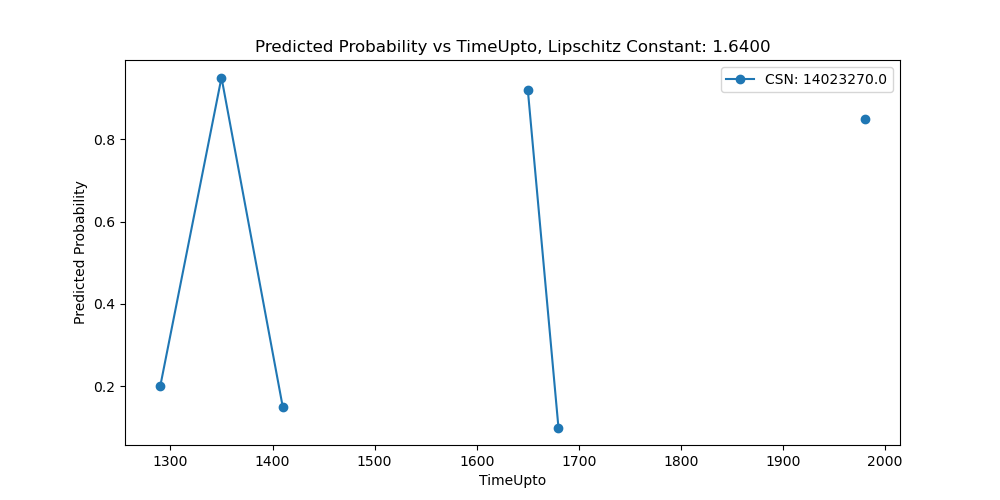 Predicted Probability vs TimeUpto, Lipschitz Constant: 1.6400
CSN: 14023270.0
Predicted Probability
0.8
0.6
0.4
0.2
1300 1400 1500 1600 1700 1800 1900 2000
TimeUpto